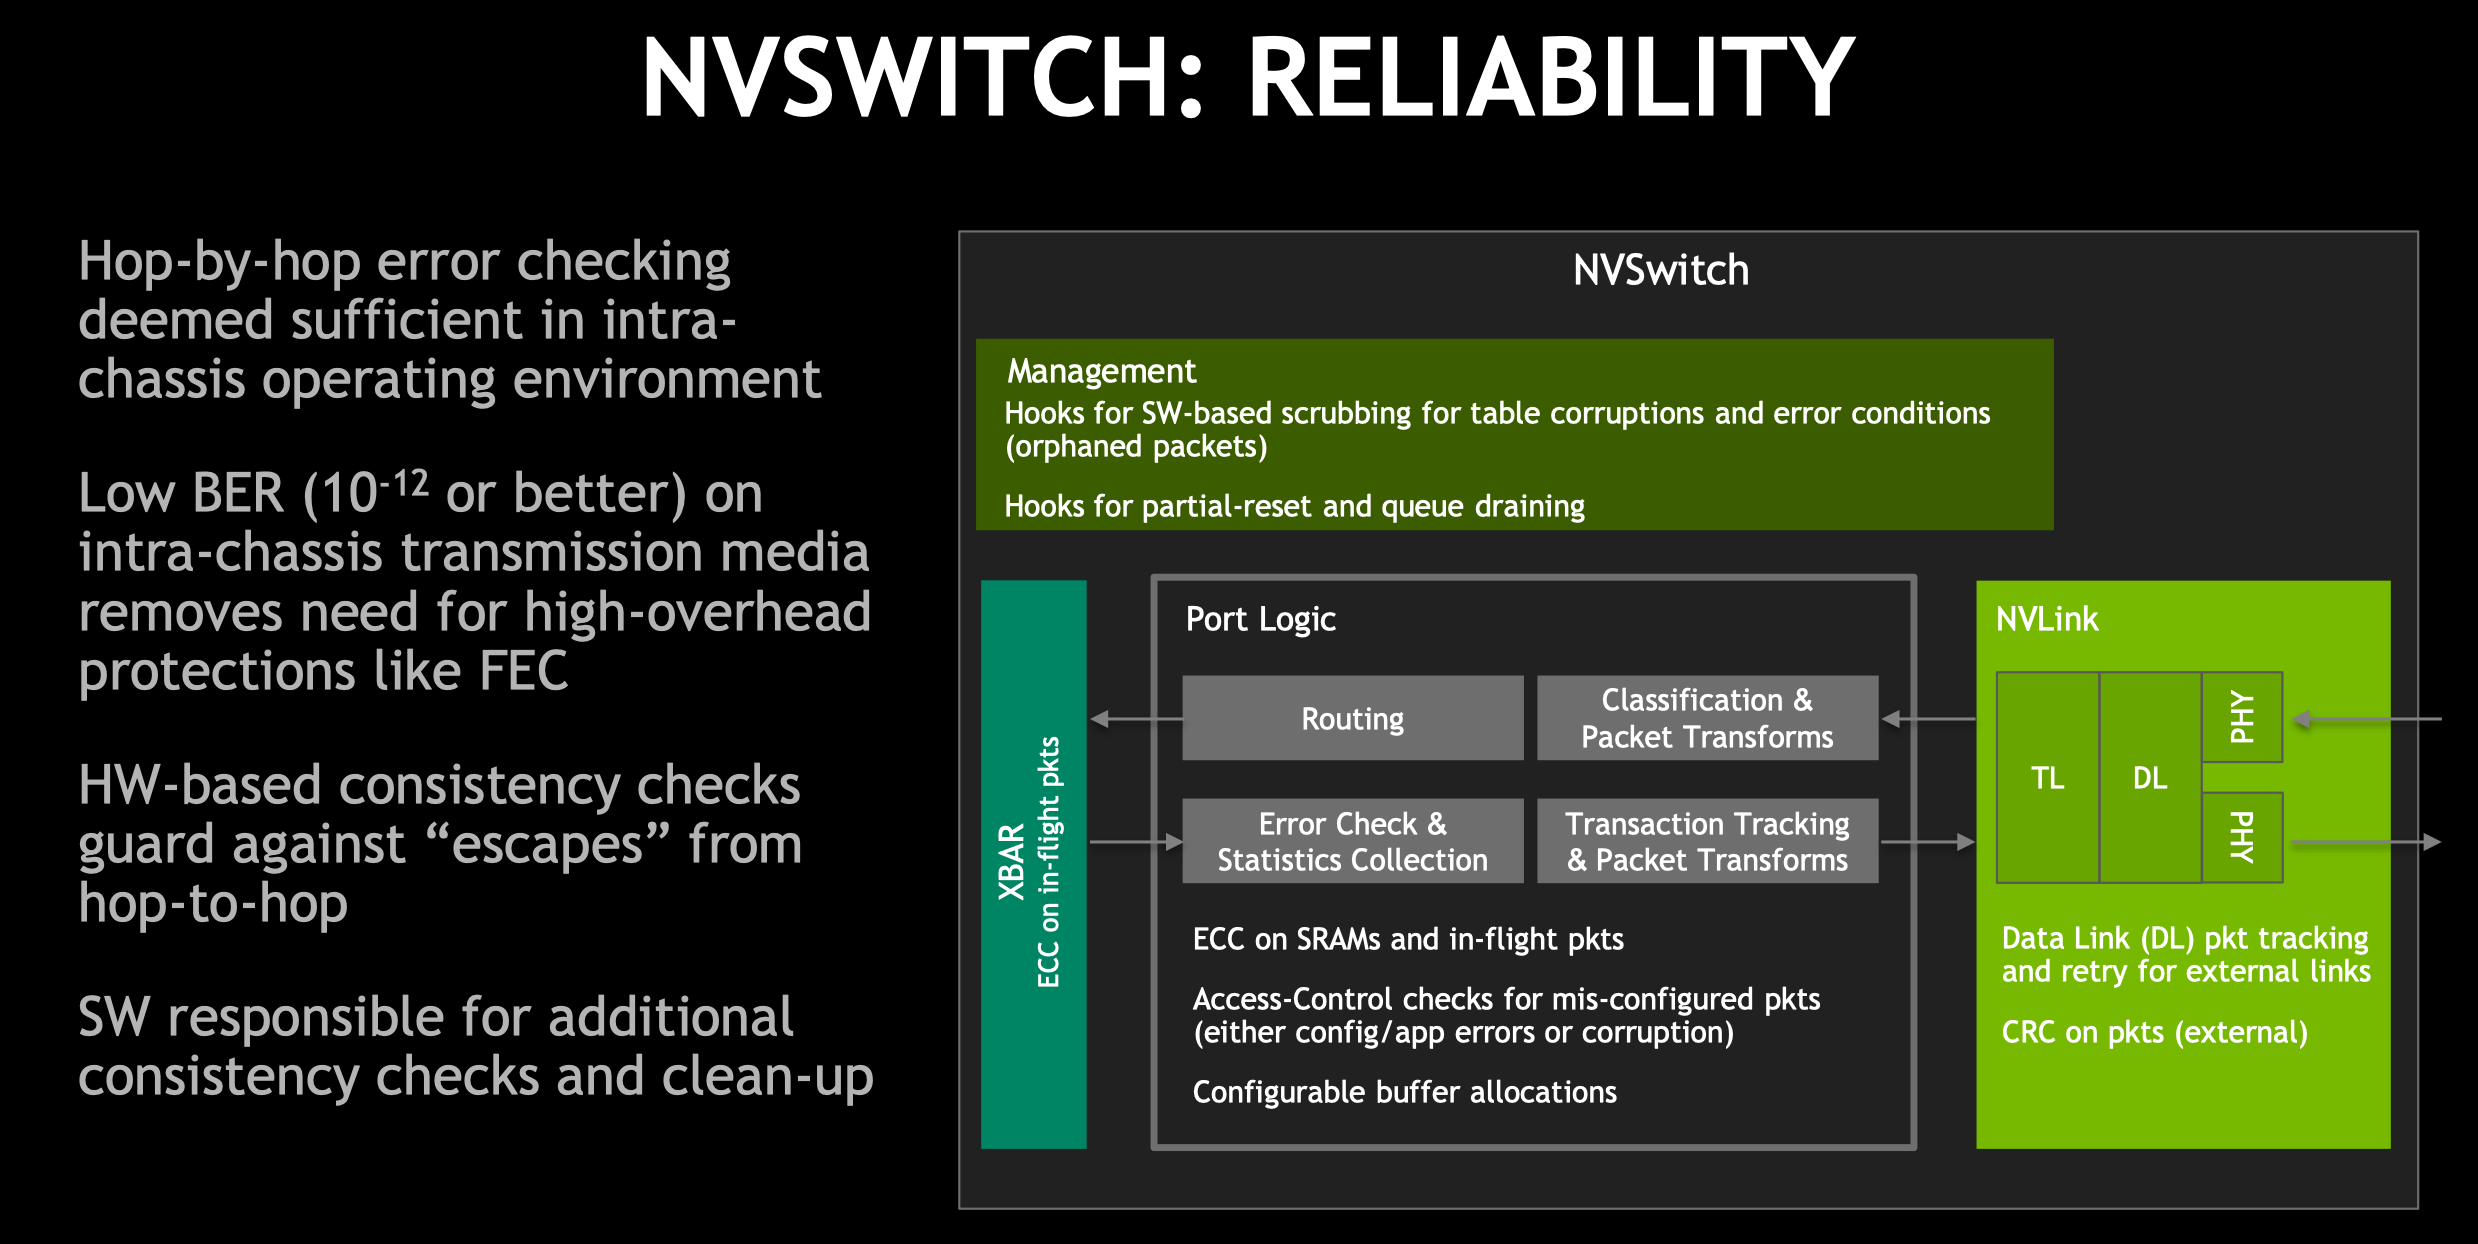 NVSWITCH: RELIABILITY
Hop-by-hop error checking
deemed sufficient in intra-
chassis operating environment
Low BER (10⁻¹² or better) on
intra-chassis transmission media
removes need for high-overhead
protections like FEC
HW-based consistency checks
guard against “escapes” from
hop-to-hop
SW responsible for additional
consistency checks and clean-up
NVSwitch
Management
Hooks for SW-based scrubbing for table corruptions and error conditions
(orphaned packets)
Hooks for partial-reset and queue draining
XBAR
ECC on in-flight pkts
Port Logic
Routing
Classification &
Packet Transforms
Error Check &
Statistics Collection
Transaction Tracking
& Packet Transforms
ECC on SRAMs and in-flight pkts
Access-Control checks for mis-configured pkts
(either config/app errors or corruption)
Configurable buffer allocations
NVLink
TL
DL
PHY
PHY
Data Link (DL) pkt tracking
and retry for external links
CRC on pkts (external)